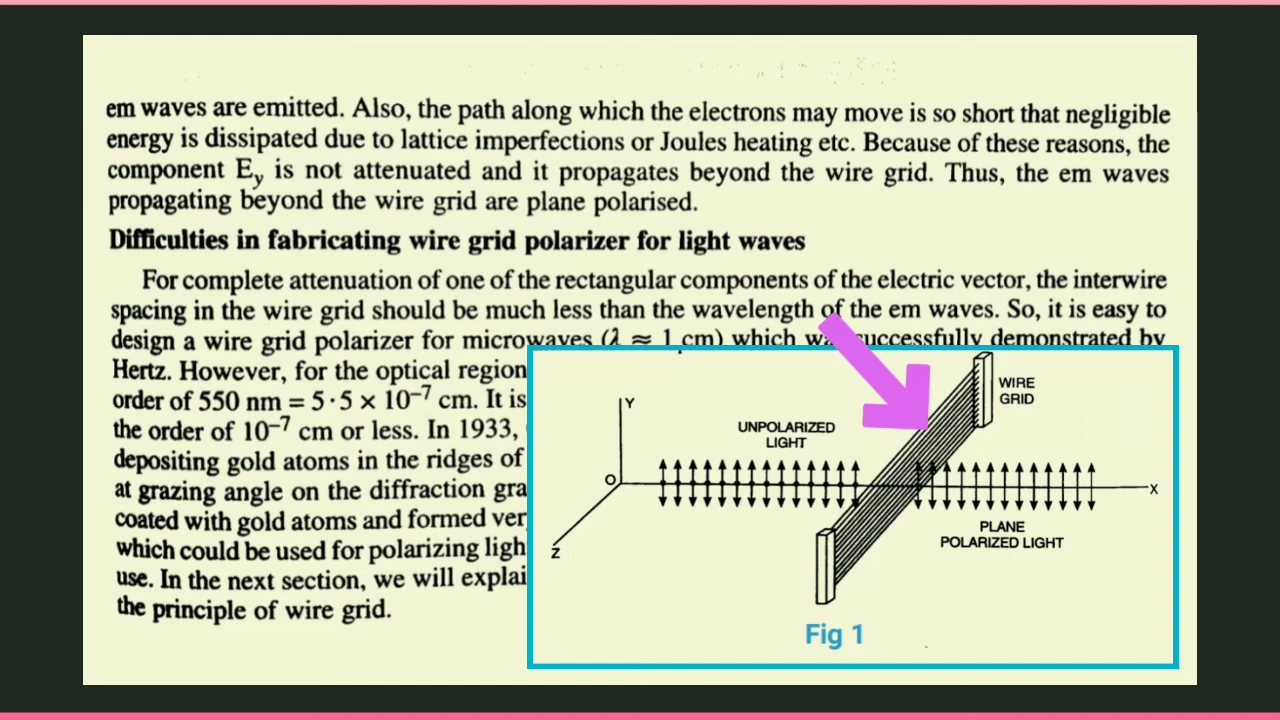 em waves are emitted. Also, the path along which the electrons may move is so short that negligible
energy is dissipated due to lattice imperfections or Joules heating etc. Because of these reasons, the
component Ey is not attenuated and it propagates beyond the wire grid. Thus, the em waves
propagating beyond the wire grid are plane polarised.
Difficulties in fabricating wire grid polarizer for light waves
For complete attenuation of one of the rectangular components of the electric vector, the interwire
spacing in the wire grid should be much less than the wavelength of the em waves. So, it is easy to
design a wire grid polarizer for microwaves (λ ≈ 1 cm) which successfully demonstrated by
Hertz. However, for the optical region
order of 550 nm = 5·5 × 10⁻⁷ cm. It is
the order of 10⁻⁷ cm or less. In 1933,
depositing gold atoms in the ridges of
at grazing angle on the diffraction gra
coated with gold atoms and formed ver
which could be used for polarizing ligh
use. In the next section, we will explai
the principle of wire grid.
Y
O
Z
X
UNPOLARIZED
LIGHT
WIRE
GRID
PLANE
POLARIZED LIGHT
Fig 1